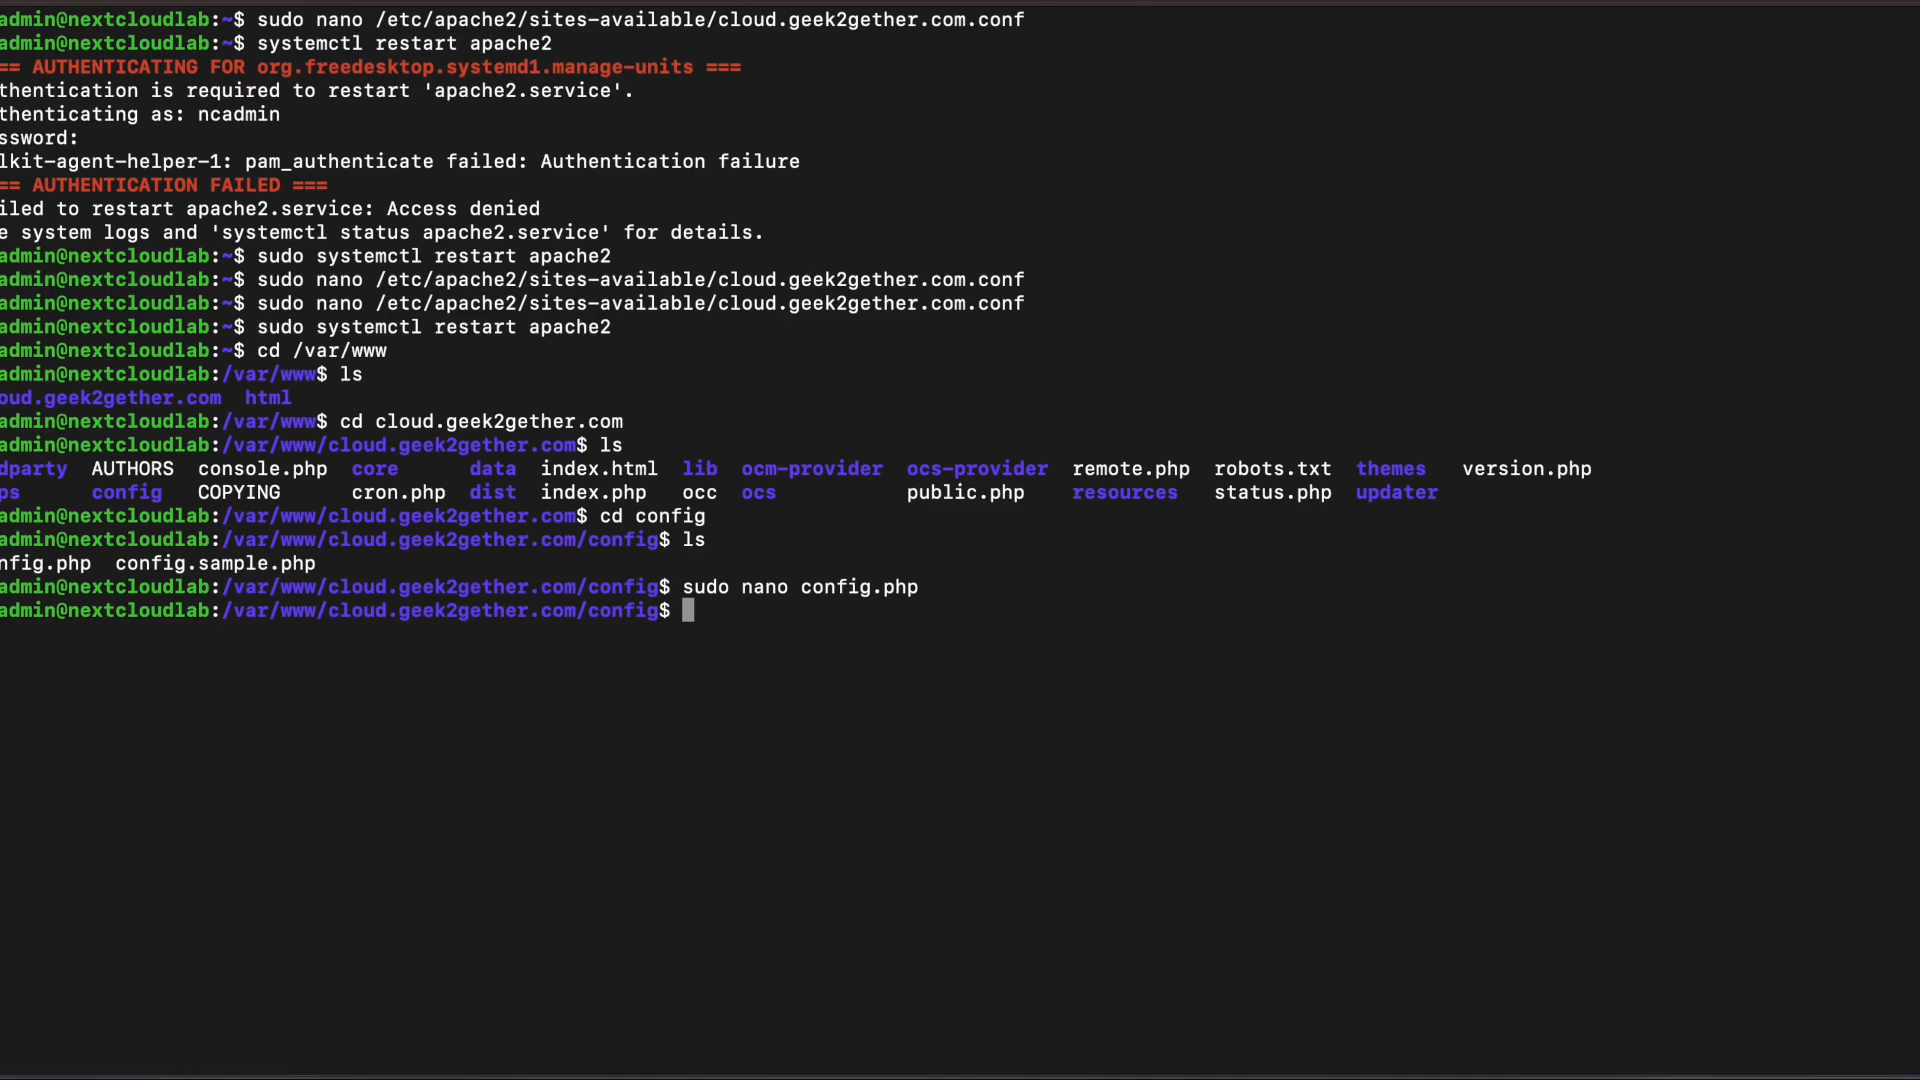 admin@nextcloudlab:~$ sudo nano /etc/apache2/sites-available/cloud.geek2gether.com.conf
admin@nextcloudlab:~$ systemctl restart apache2
== AUTHENTICATING FOR org.freedesktop.systemd1.manage-units ===
thentication is required to restart 'apache2.service'.
thenticating as: ncadmin
ssword:
lkit-agent-helper-1: pam_authenticate failed: Authentication failure
== AUTHENTICATION FAILED ===
iled to restart apache2.service: Access denied
e system logs and 'systemctl status apache2.service' for details.
admin@nextcloudlab:~$ sudo systemctl restart apache2
admin@nextcloudlab:~$ sudo nano /etc/apache2/sites-available/cloud.geek2gether.com.conf
admin@nextcloudlab:~$ sudo nano /etc/apache2/sites-available/cloud.geek2gether.com.conf
admin@nextcloudlab:~$ sudo systemctl restart apache2
admin@nextcloudlab:~$ cd /var/www
admin@nextcloudlab:/var/www$ ls
oud.geek2gether.com  html
admin@nextcloudlab:/var/www$ cd cloud.geek2gether.com
admin@nextcloudlab:/var/www/cloud.geek2gether.com$ ls
dparty  AUTHORS  console.php  core      data  index.html  lib  ocm-provider  ocs-provider  remote.php  robots.txt  themes   version.php
ps      config   COPYING      cron.php  dist  index.php   occ  ocs           public.php    resources   status.php  updater
admin@nextcloudlab:/var/www/cloud.geek2gether.com$ cd config
admin@nextcloudlab:/var/www/cloud.geek2gether.com/config$ ls
nfig.php  config.sample.php
admin@nextcloudlab:/var/www/cloud.geek2gether.com/config$ sudo nano config.php
admin@nextcloudlab:/var/www/cloud.geek2gether.com/config$